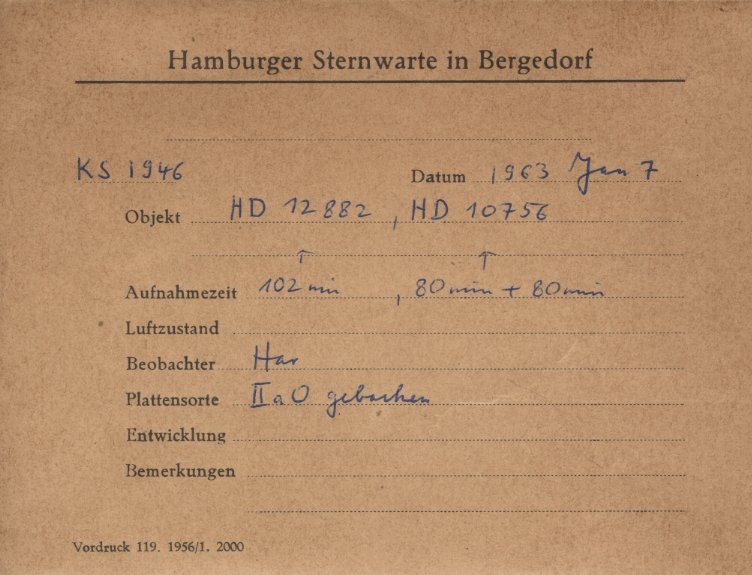 Hamburger Sternwarte in Bergedorf
KS 1946 Datum 1963 Jan 7
Objekt HD 12882, HD 10756
↑ ↑
Aufnahmezeit 102 min, 80 min + 80 min
Luftzustand
Beobachter Har
Plattensorte IIaO gebacken
Entwicklung
Bemerkungen
Vordruck 119. 1956/1. 2000